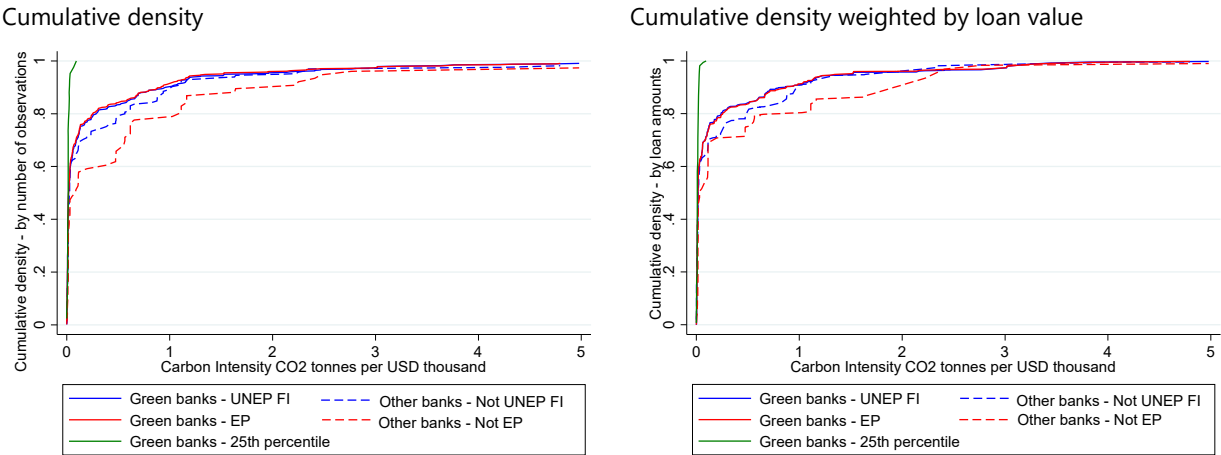 Cumulative density
Cumulative density - by number of observations
1
.8
.6
.4
.2
0
0 1 2 3 4 5
Carbon Intensity CO2 tonnes per USD thousand
Green banks - UNEP FI Other banks - Not UNEP FI
Green banks - EP Other banks - Not EP
Green banks - 25th percentile
Cumulative density weighted by loan value
Cumulative density - by loan amounts
1
.8
.6
.4
.2
0
0 1 2 3 4 5
Carbon Intensity CO2 tonnes per USD thousand
Green banks - UNEP FI Other banks - Not UNEP FI
Green banks - EP Other banks - Not EP
Green banks - 25th percentile